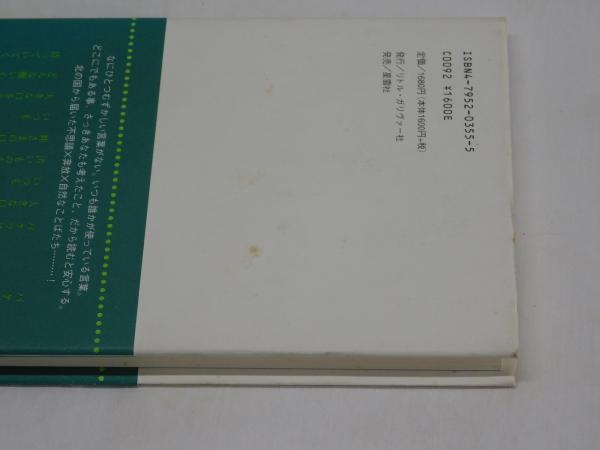 ISBN4-7952-0355-5
C0092 ¥1600E
定価／1680円(本体1600円+税)
発行／リトル・ガリヴァー社
発売／星雲社
なにひとつむずかしい言葉がない。いつも誰かが使っている言葉。
どこにでもある事、さっきあなたも考えたこと、だから読むと安心する。
北の国から届いた不思議×奔放×自然なことばたち………！